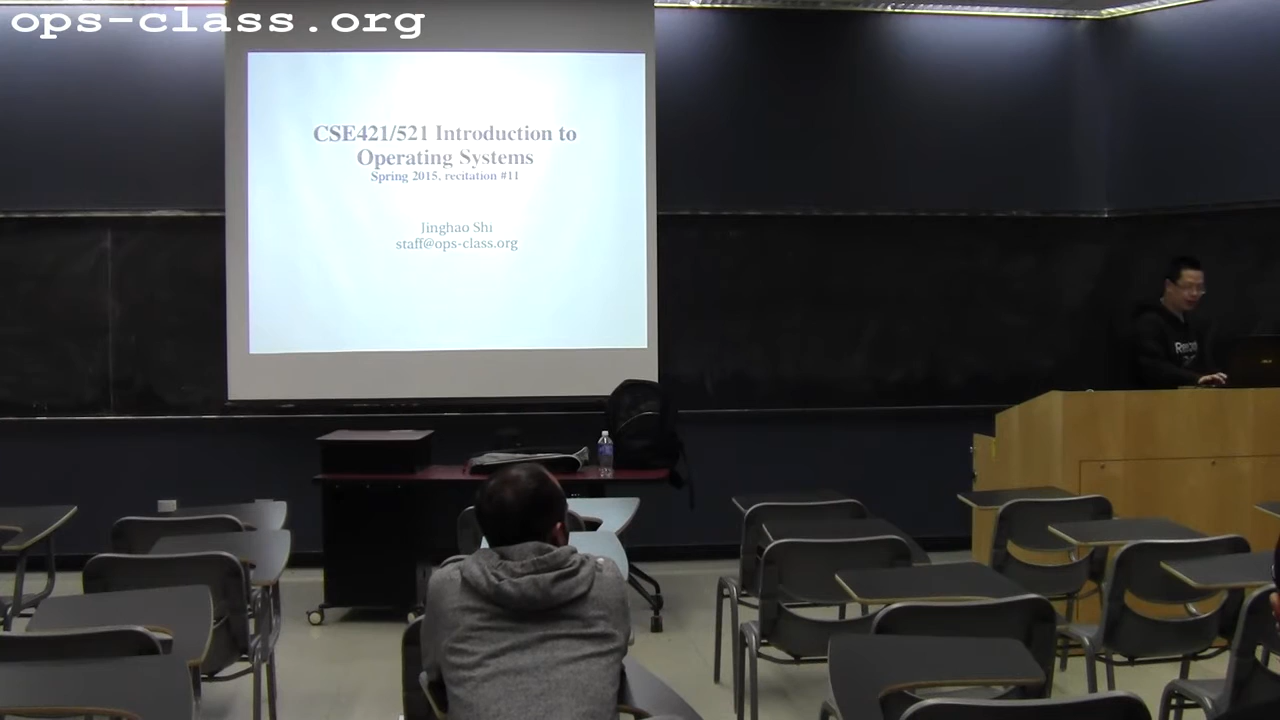 ops-class.org
CSE421/521 Introduction to
Operating Systems
Spring 2015, recitation #11
Jinghao Shi
staff@ops-class.org